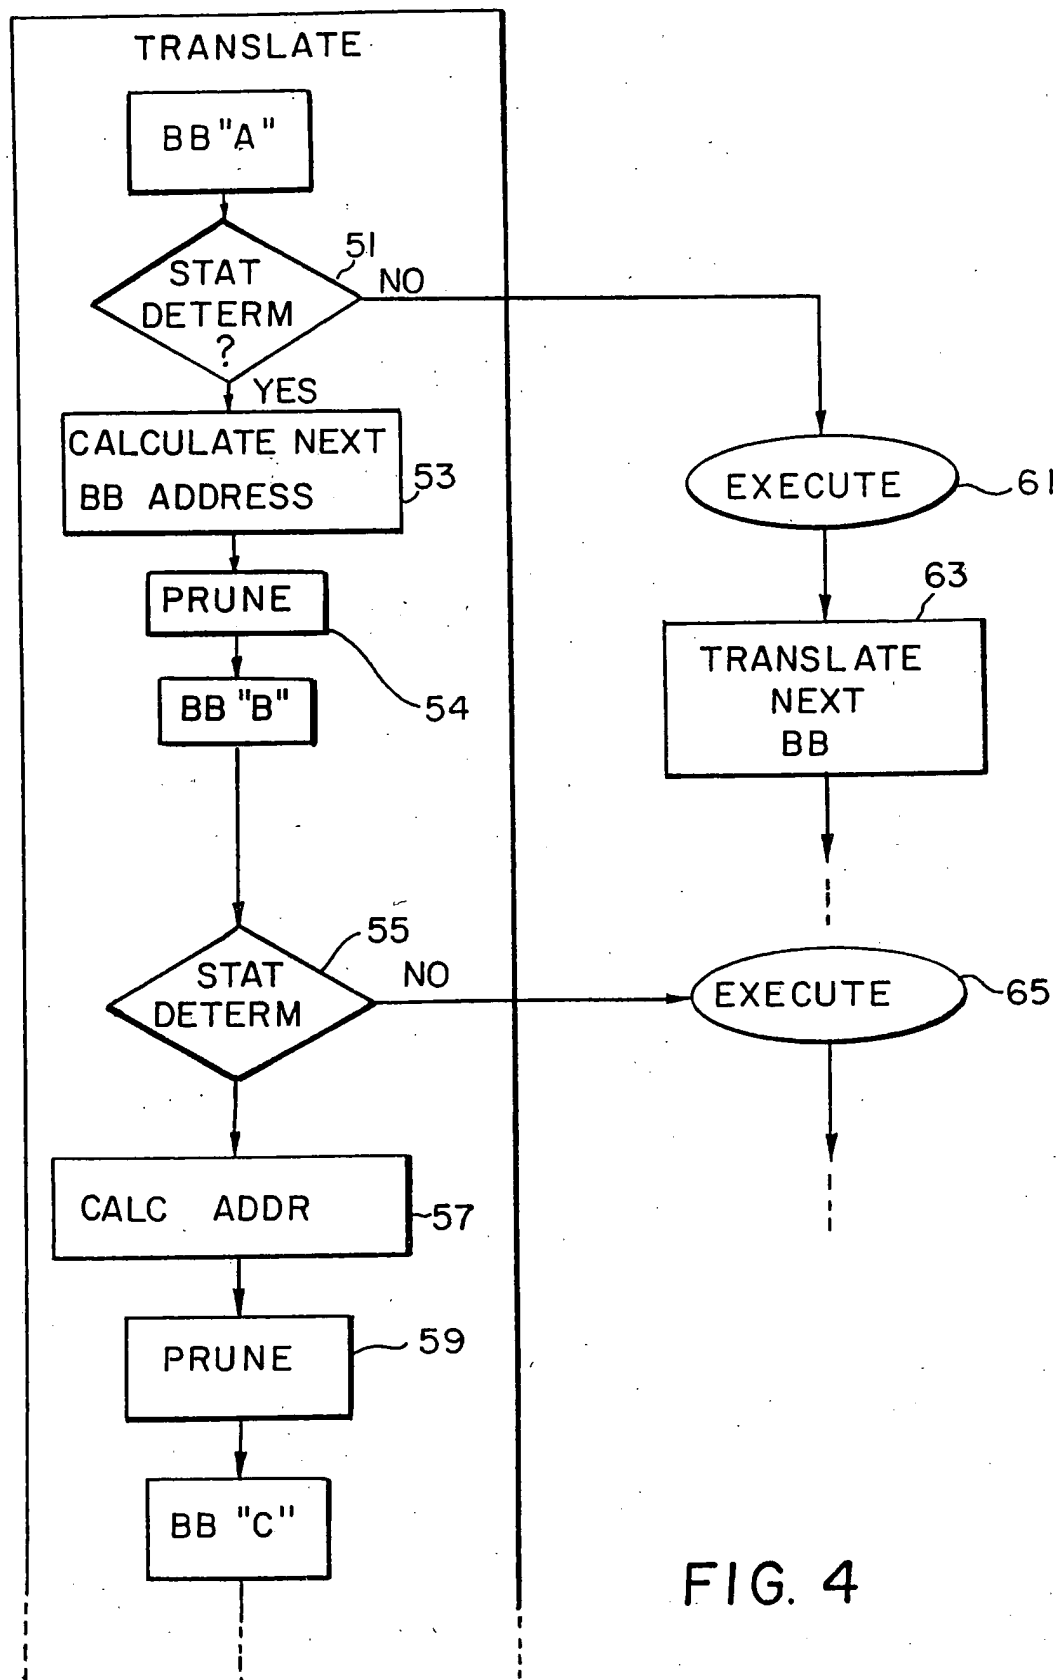 TRANSLATE
BB "A"
51
STAT
DETERM
?
NO
YES
CALCULATE NEXT
BB ADDRESS
53
EXECUTE
61
PRUNE
54
63
TRANSLATE
NEXT
BB
BB "B"
55
STAT
DETERM
NO
EXECUTE
65
CALC ADDR
57
PRUNE
59
BB "C"
FIG. 4